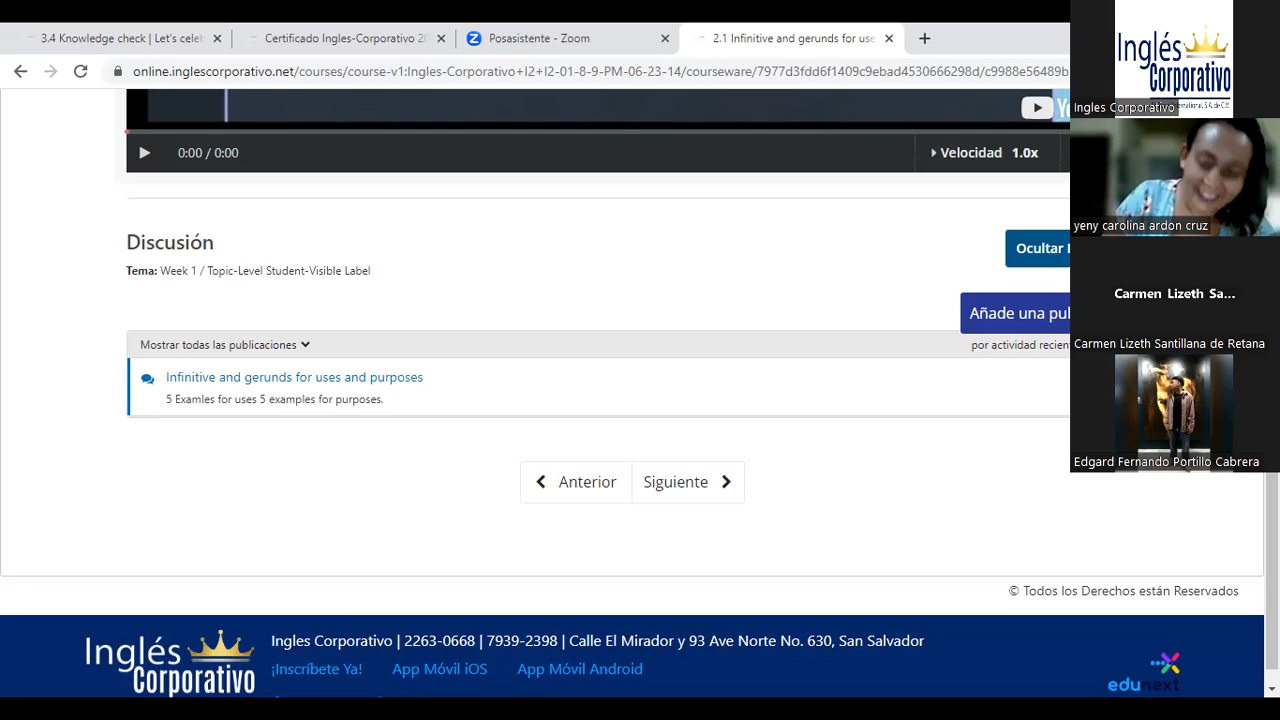 3.4 Knowledge check | Let's celeb
Certificado Ingles-Corporativo 20
Posasistente - Zoom
2.1 Infinitive and gerunds for use
online.inglescorporativo.net/courses/course-v1:Ingles-Corporativo+I2+I2-01-8-9-PM-06-23-14/courseware/7977d3fdd6f1409c9ebad4530666298d/c9988e56489b
0:00 / 0:00
Velocidad 1.0x
Discusión
Ocultar
Tema: Week 1 / Topic-Level Student-Visible Label
Añade una pu
Mostrar todas las publicaciones
por actividad recien
Infinitive and gerunds for uses and purposes
5 Examles for uses 5 examples for purposes.
Anterior
Siguiente
© Todos los Derechos están Reservados
Inglés
Corporativo
Ingles Corporativo | 2263-0668 | 7939-2398 | Calle El Mirador y 93 Ave Norte No. 630, San Salvador
¡Inscríbete Ya!
App Móvil iOS
App Móvil Android
edunext
Inglés
Corporativo
International, S.A. de C.V.
Ingles Corporativo
yeny carolina ardon cruz
Carmen Lizeth Sa...
Carmen Lizeth Santillana de Retana
Edgard Fernando Portillo Cabrera